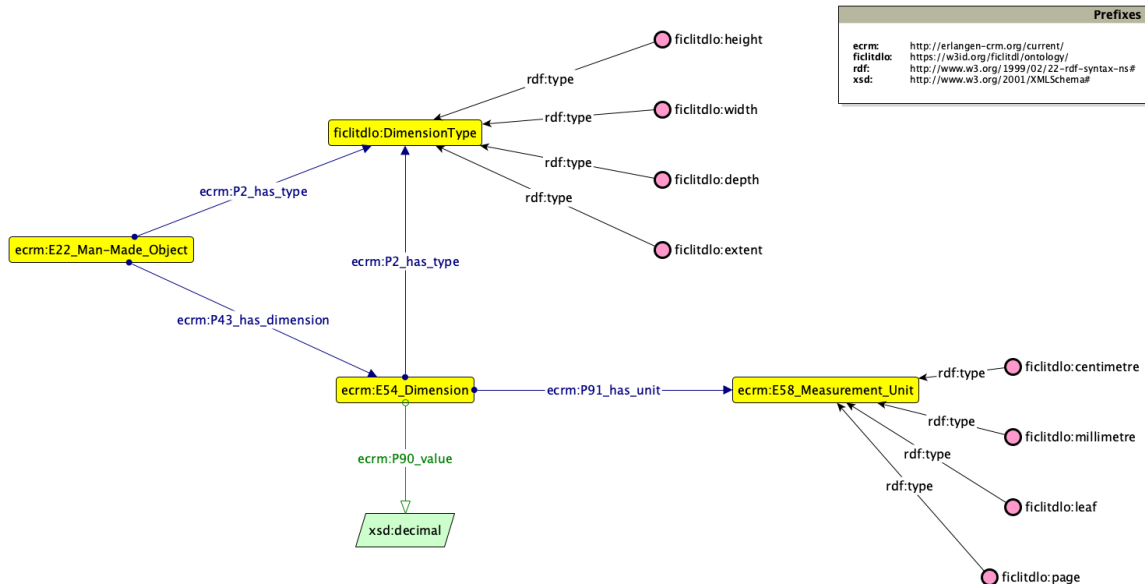 Prefixes
ecrm: http://erlangen-crm.org/current/
ficlitdlo: https://w3id.org/ficlitdl/ontology/
rdf: http://www.w3.org/1999/02/22-rdf-syntax-ns#
xsd: http://www.w3.org/2001/XMLSchema#
ficlitdlo:height
rdf:type
ficlitdlo:width
rdf:type
ficlitdlo:DimensionType
rdf:type
ficlitdlo:depth
rdf:type
ecrm:P2_has_type
ecrm:E22_Man-Made_Object
ficlitdlo:extent
ecrm:P2_has_type
ecrm:P43_has_dimension
ficlitdlo:centimetre
rdf:type
ecrm:E54_Dimension
ecrm:P91_has_unit
ecrm:E58_Measurement_Unit
rdf:type
ficlitdlo:millimetre
rdf:type
ecrm:P90_value
rdf:type
ficlitdlo:leaf
xsd:decimal
ficlitdlo:page